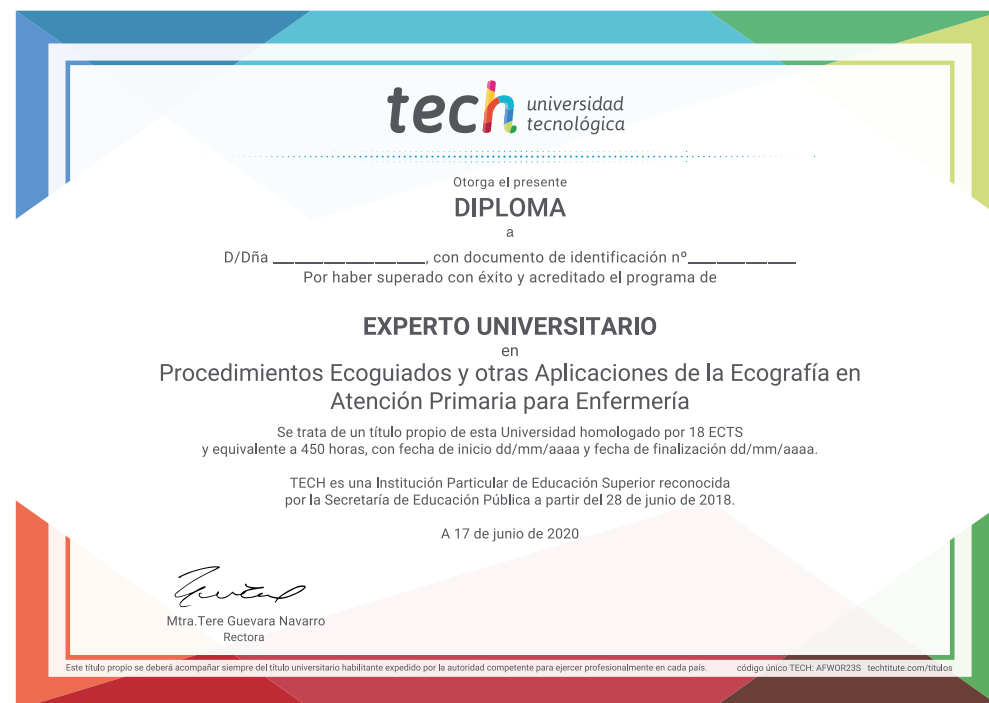 tech universidad
tecnológica
Otorga el presente
DIPLOMA
a
D/Dña ______________, con documento de identificación nº__________
Por haber superado con éxito y acreditado el programa de
EXPERTO UNIVERSITARIO
en
Procedimientos Ecoguiados y otras Aplicaciones de la Ecografía en
Atención Primaria para Enfermería
Se trata de un título propio de esta Universidad homologado por 18 ECTS
y equivalente a 450 horas, con fecha de inicio dd/mm/aaaa y fecha de finalización dd/mm/aaaa.
TECH es una Institución Particular de Educación Superior reconocida
por la Secretaría de Educación Pública a partir del 28 de junio de 2018.
A 17 de junio de 2020
Mtra.Tere Guevara Navarro
Rectora
Este título propio se deberá acompañar siempre del título universitario habilitante expedido por la autoridad competente para ejercer profesionalmente en cada país. código único TECH: AFWOR23S techtitute.com/titulos